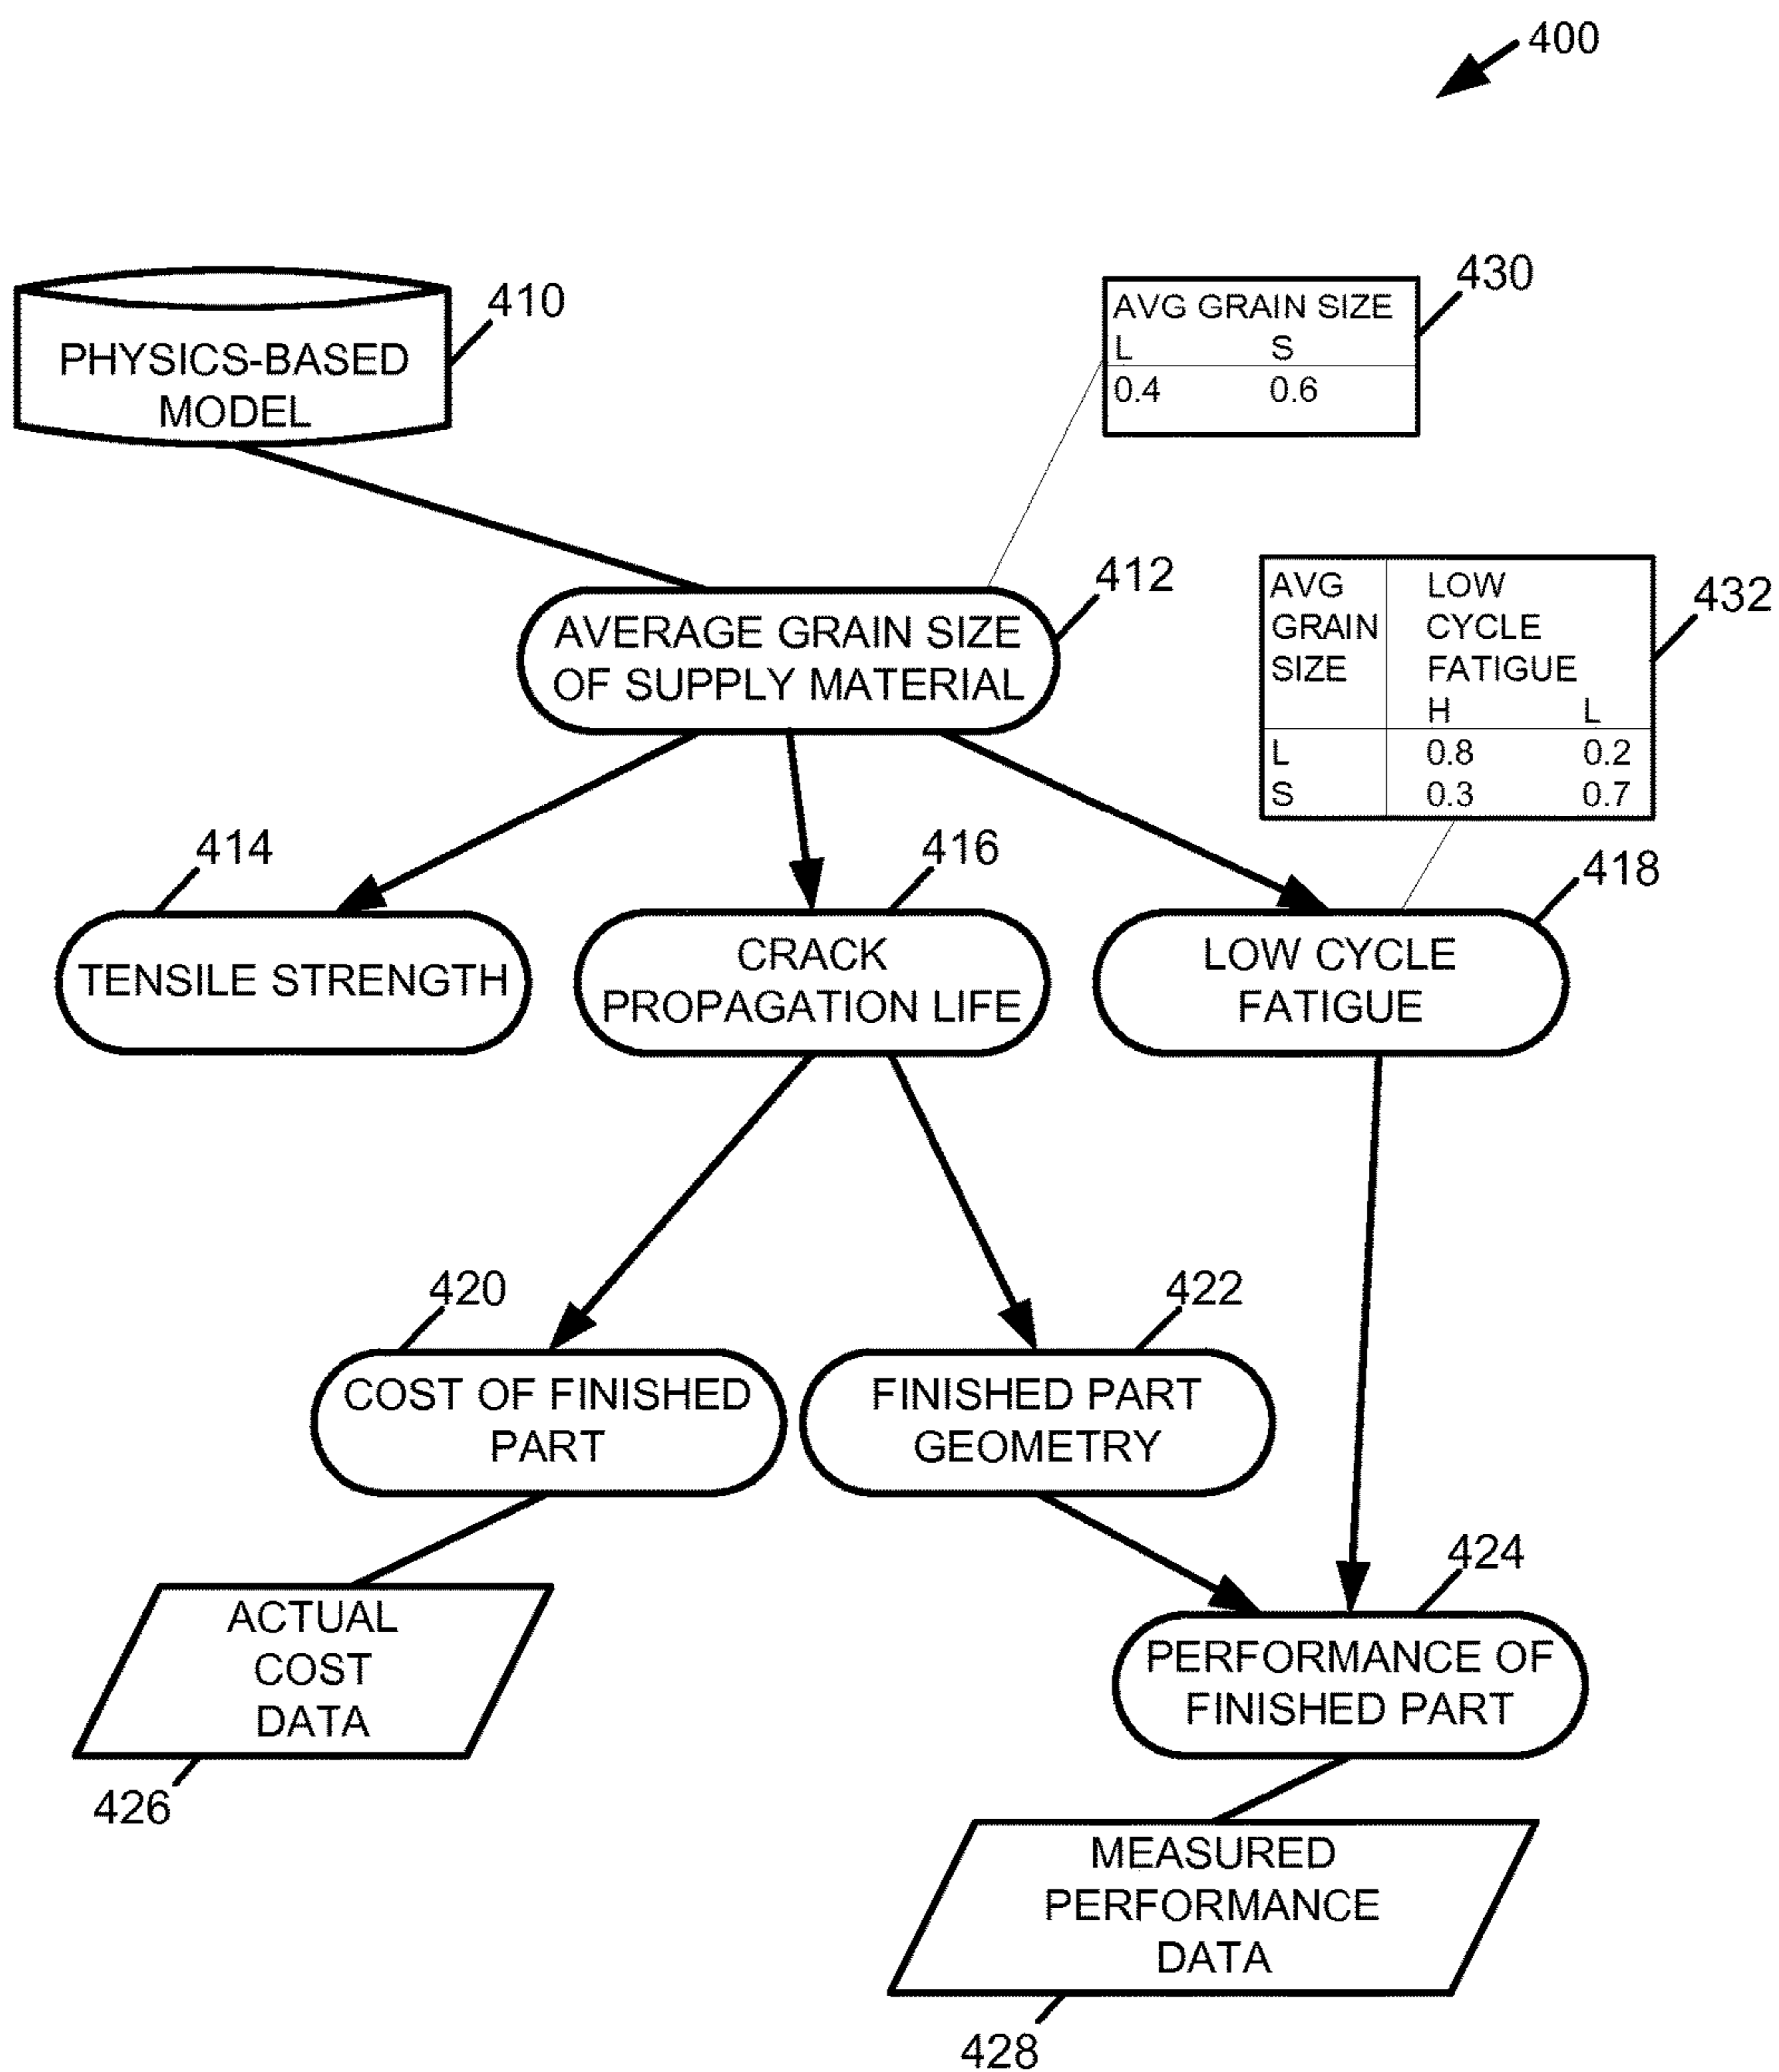 400
410
PHYSICS-BASED
MODEL
430
AVG GRAIN SIZE
L S
0.4 0.6
412
AVERAGE GRAIN SIZE
OF SUPPLY MATERIAL
432
AVG LOW
GRAIN CYCLE
SIZE FATIGUE
H L
L 0.8 0.2
S 0.3 0.7
414
TENSILE STRENGTH
416
CRACK
PROPAGATION LIFE
418
LOW CYCLE
FATIGUE
420
COST OF FINISHED
PART
422
FINISHED PART
GEOMETRY
424
PERFORMANCE OF
FINISHED PART
ACTUAL
COST
DATA
426
MEASURED
PERFORMANCE
DATA
428